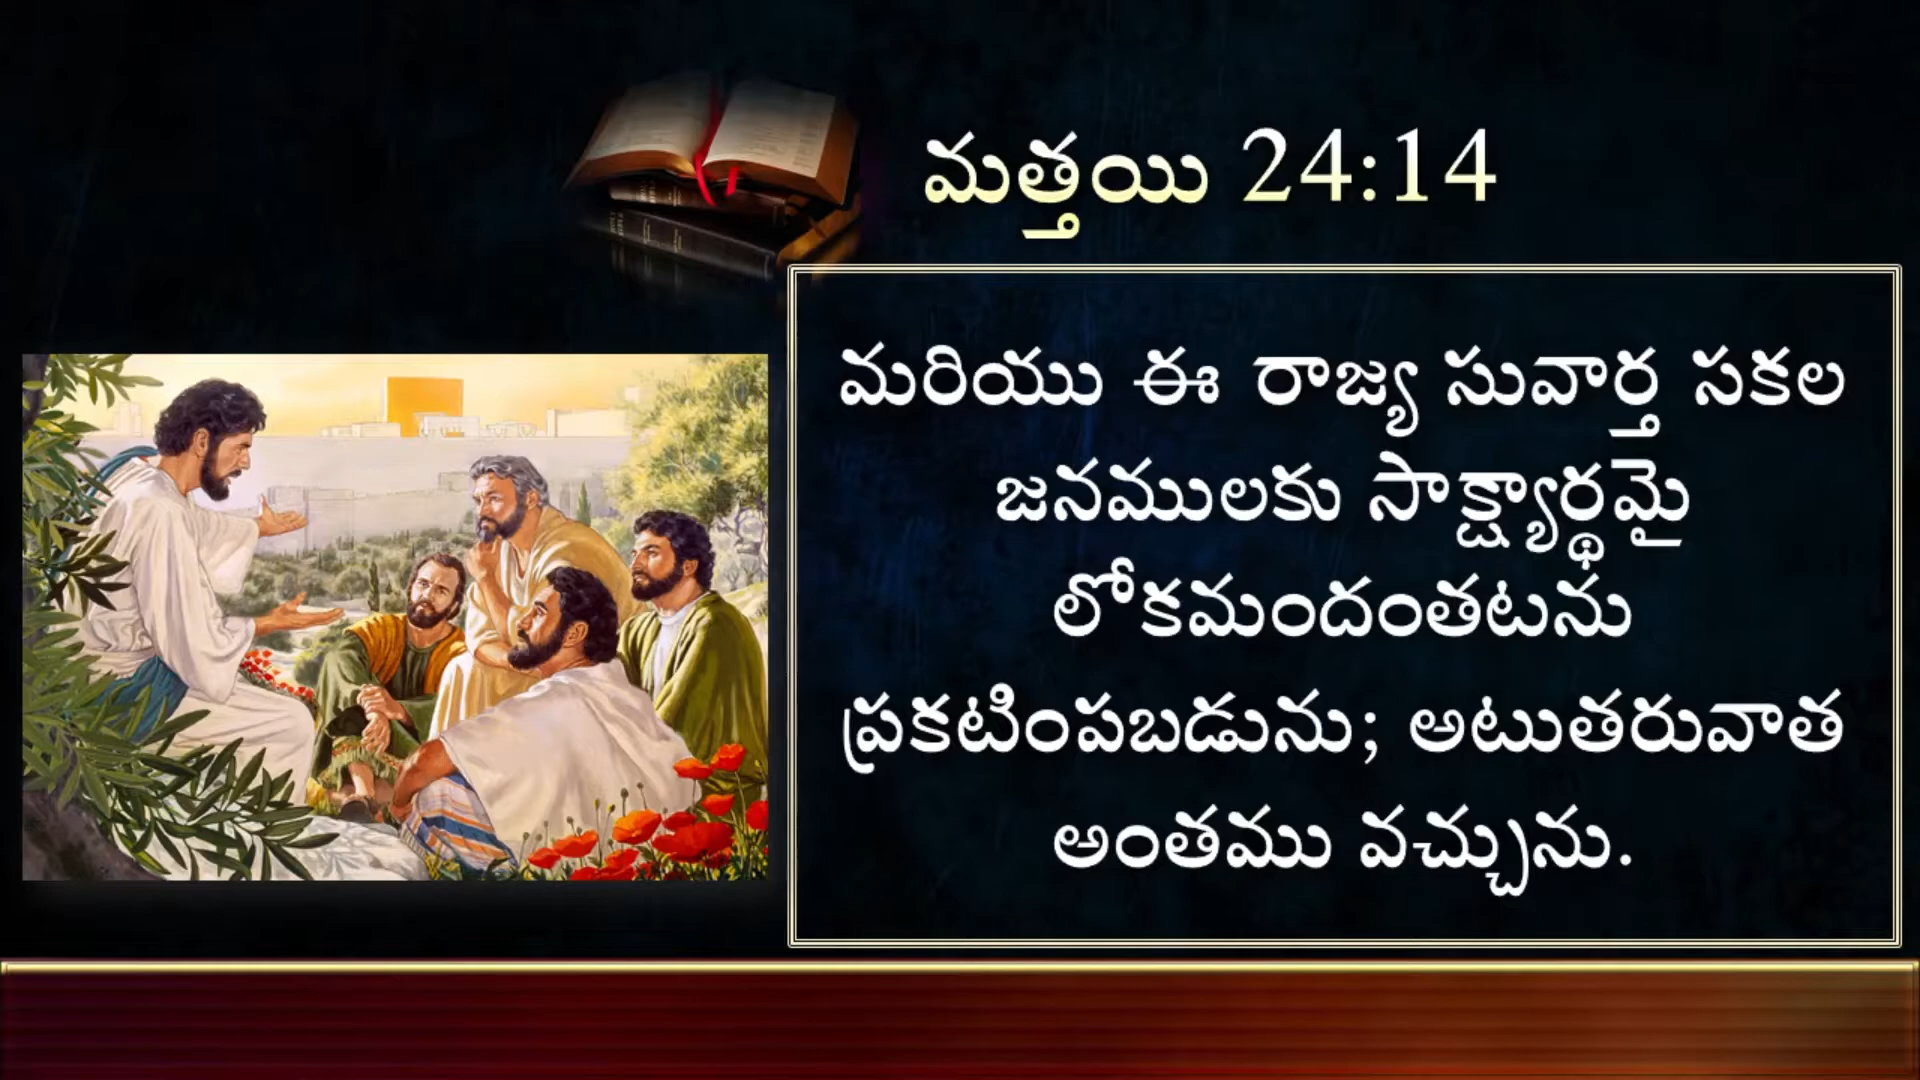 మత్తయి 24:14
మరియు ఈ రాజ్య సువార్త సకల
జనములకు సాక్ష్యార్థమై
లోకమందంతటను
ప్రకటింపబడును; అటుతరువాత
అంతము వచ్చును.